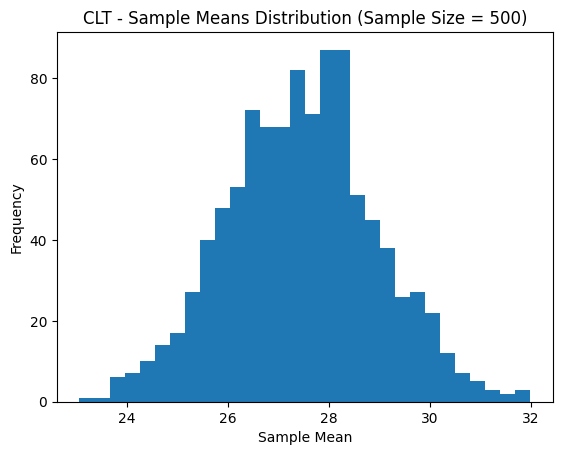 CLT - Sample Means Distribution (Sample Size = 500)
80
60
40
20
0
Frequency
24 26 28 30 32
Sample Mean